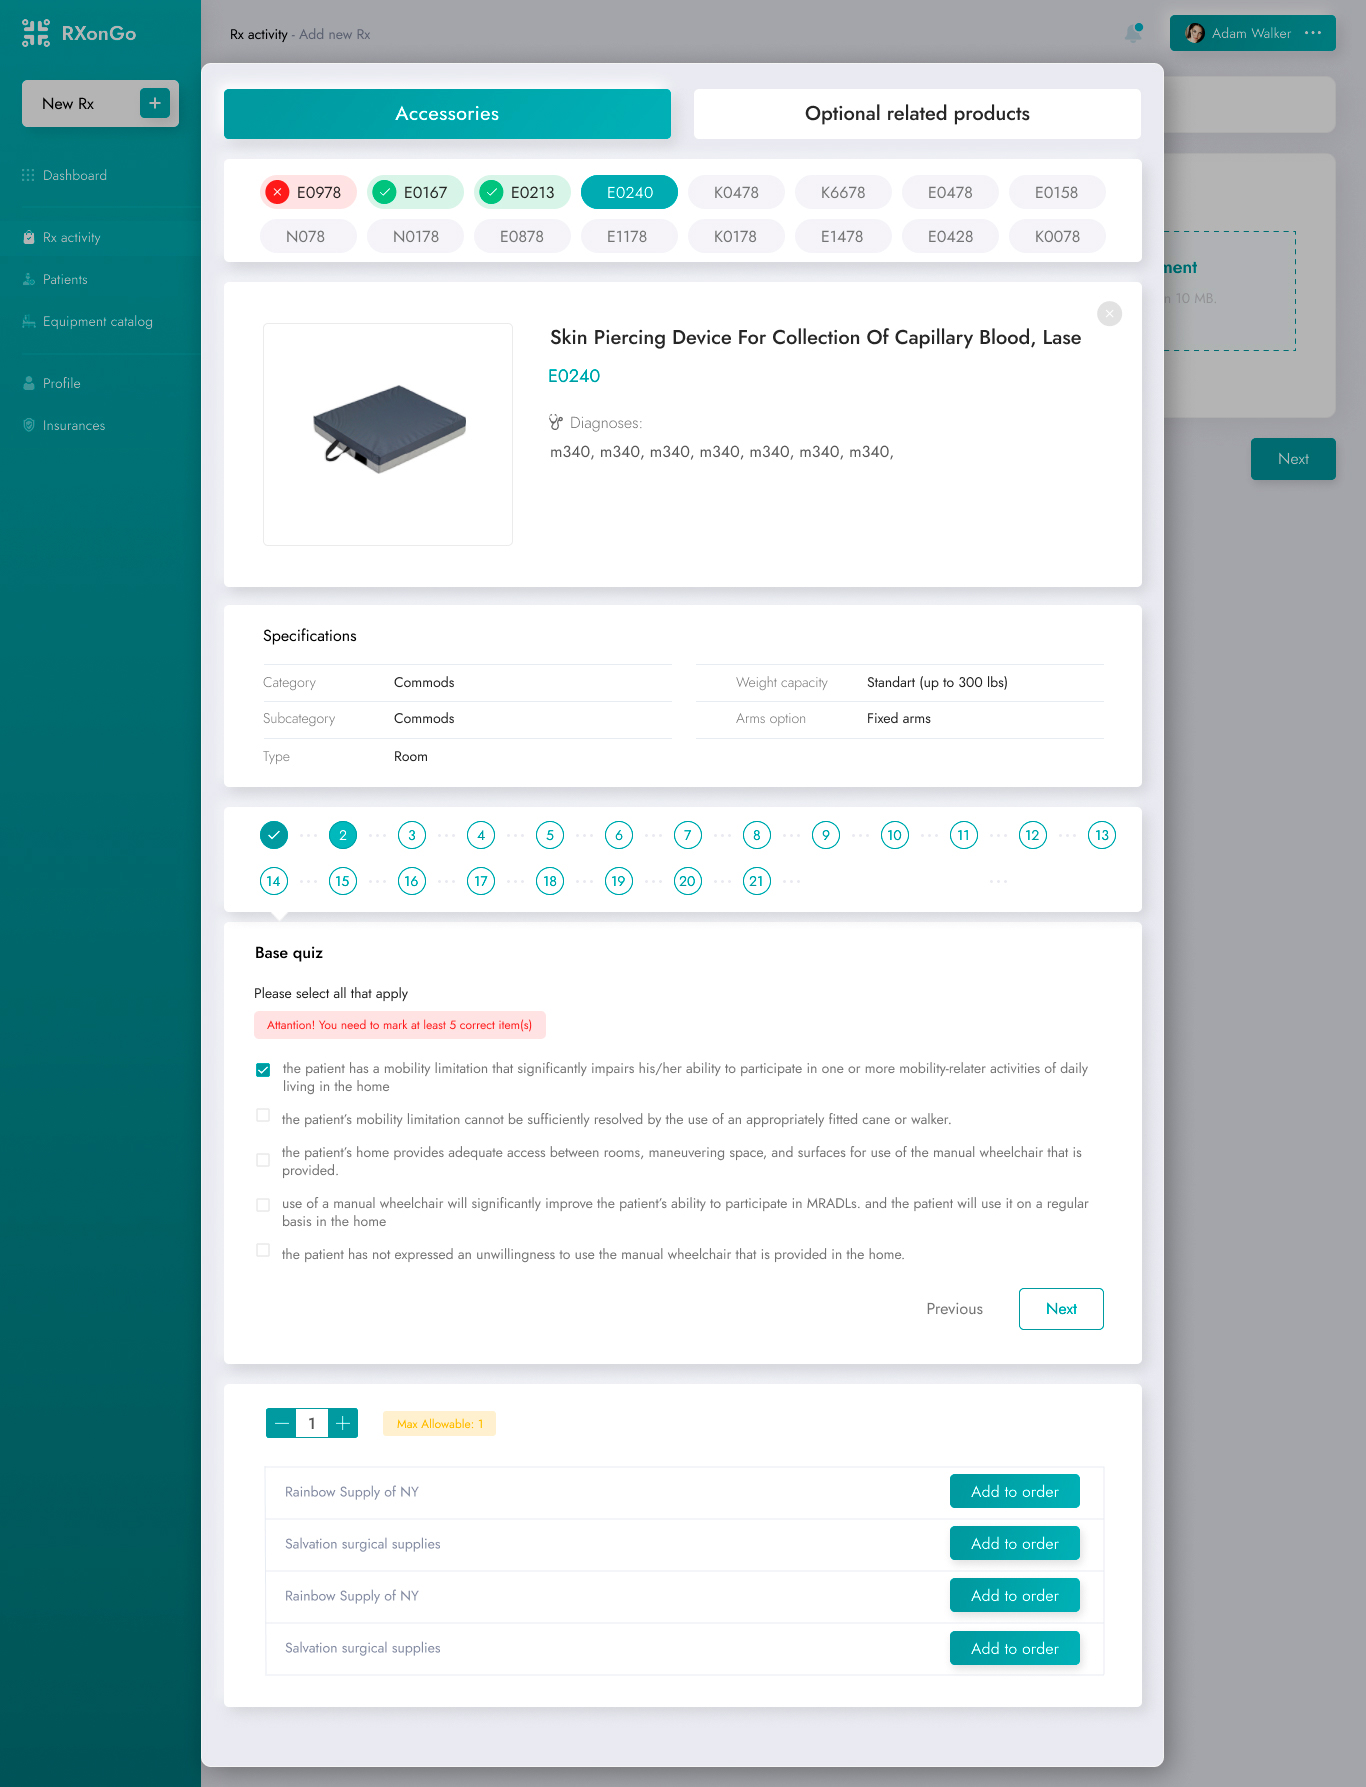 RXonGo
Rx activity - Add new Rx
Adam Walker
New Rx
Dashboard
Rx activity
Patients
Equipment catalog
Profile
Insurances
Accessories
Optional related products
E0978 E0167 E0213 E0240 K0478 K6678 E0478 E0158
N078 N0178 E0878 E1178 K0178 E1478 E0428 K0078
ment
10 MB.
Next
Skin Piercing Device For Collection Of Capillary Blood, Lase
E0240
Diagnoses:
m340, m340, m340, m340, m340, m340, m340,
Specifications
Category Commods Weight capacity Standart (up to 300 lbs)
Subcategory Commods Arms option Fixed arms
Type Room
2 3 4 5 6 7 8 9 10 11 12 13
14 15 16 17 18 19 20 21
Base quiz
Please select all that apply
Attantion! You need to mark at least 5 correct item(s)
the patient has a mobility limitation that significantly impairs his/her ability to participate in one or more mobility-relater activities of daily
living in the home
the patient's mobility limitation cannot be sufficiently resolved by the use of an appropriately fitted cane or walker.
the patient's home provides adequate access between rooms, maneuvering space, and surfaces for use of the manual wheelchair that is
provided.
use of a manual wheelchair will significantly improve the patient's ability to participate in MRADLs. and the patient will use it on a regular
basis in the home
the patient has not expressed an unwillingness to use the manual wheelchair that is provided in the home.
Previous
Next
1
Max Allowable: 1
Rainbow Supply of NY Add to order
Salvation surgical supplies Add to order
Rainbow Supply of NY Add to order
Salvation surgical supplies Add to order